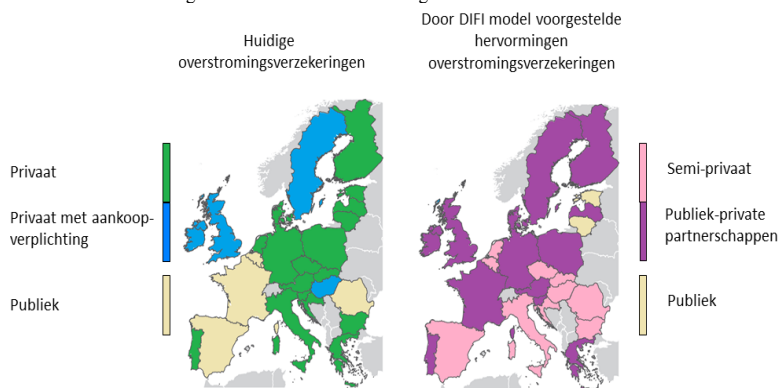 Huidige
overstromingsverzekeringen
Door DIFI model voorgestelde
hervormingen
overstromingsverzekeringen
Privaat
Privaat met aankoop-
verplichting
Publiek
Semi-privaat
Publiek-private
partnerschappen
Publiek